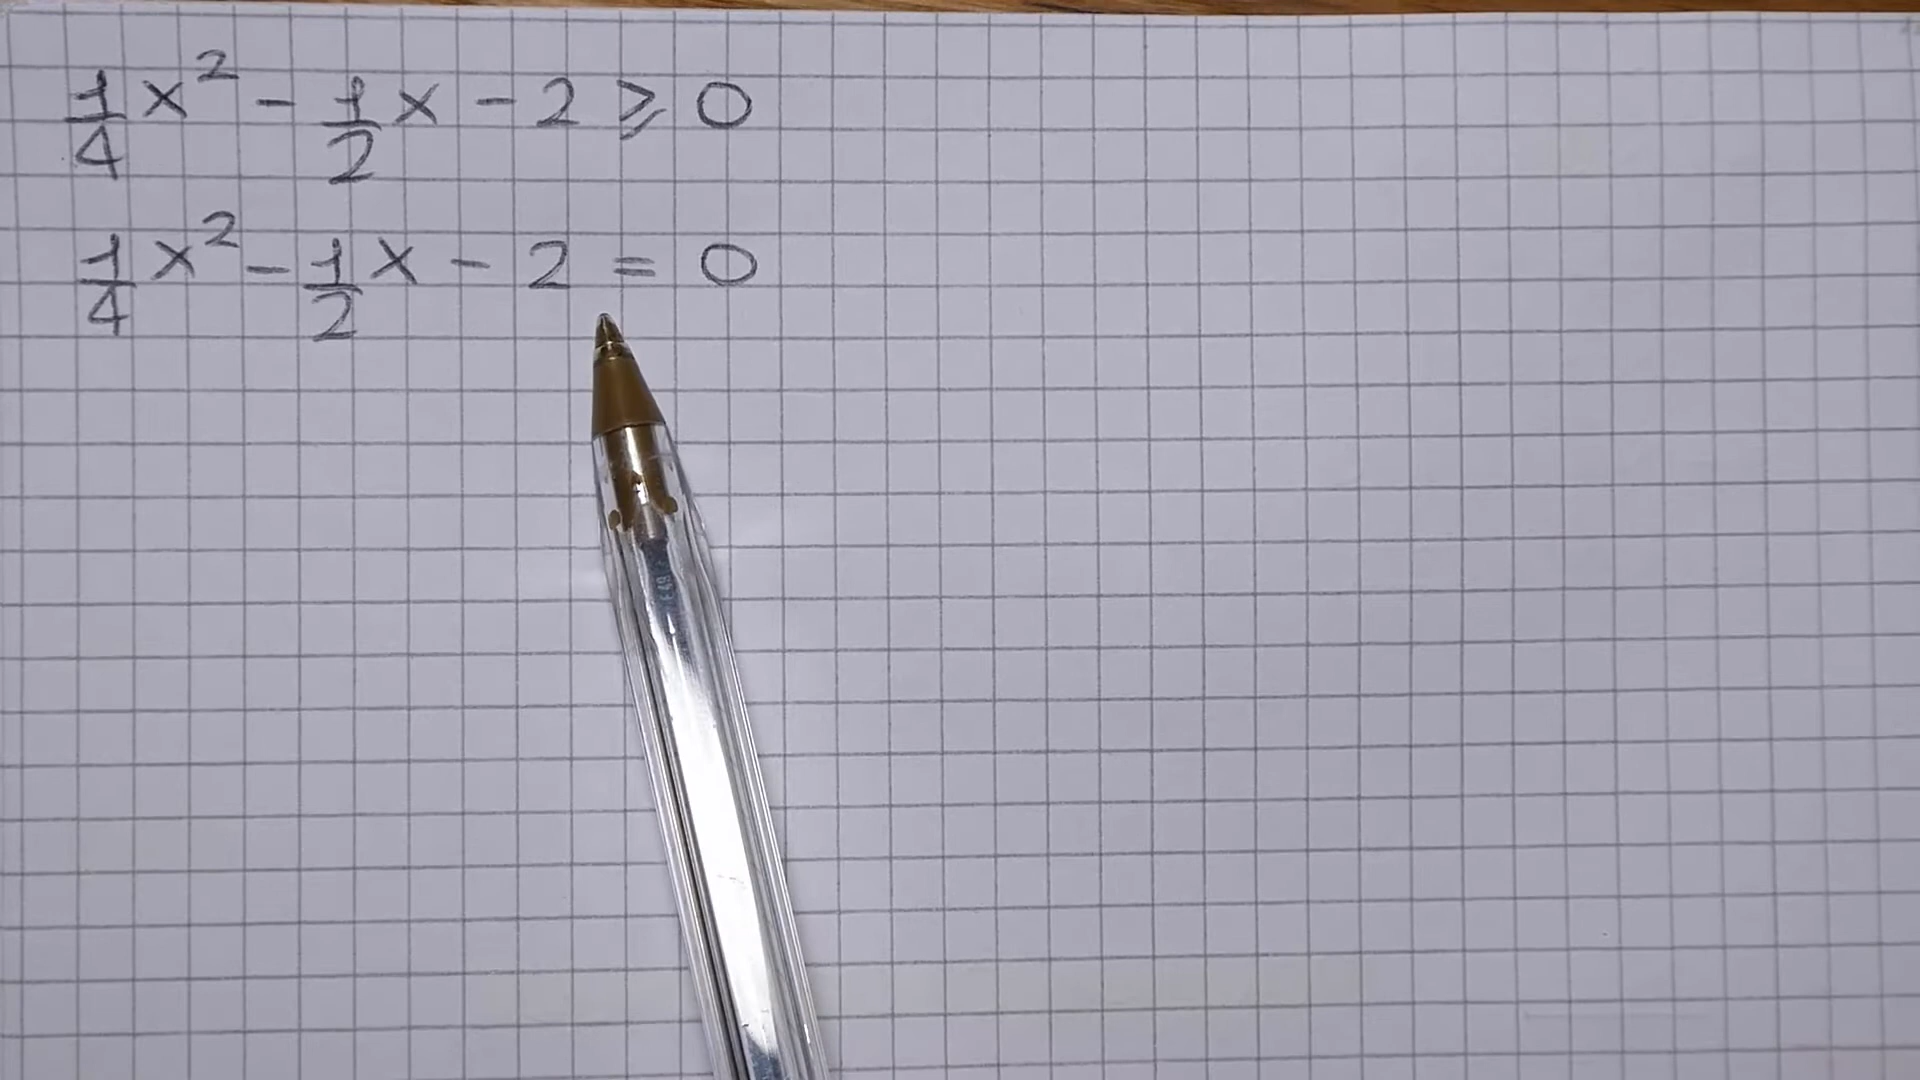 1/4 x² - 1/2 x - 2 ⩾ 0
1/4 x² - 1/2 x - 2 = 0